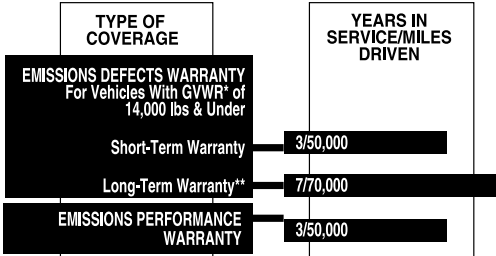 TYPE OF
COVERAGE
YEARS IN
SERVICE/MILES
DRIVEN
EMISSIONS DEFECTS WARRANTY
For Vehicles With GVWR* of
14,000 lbs & Under
Short-Term Warranty
3/50,000
Long-Term Warranty**
7/70,000
EMISSIONS PERFORMANCE
WARRANTY
3/50,000